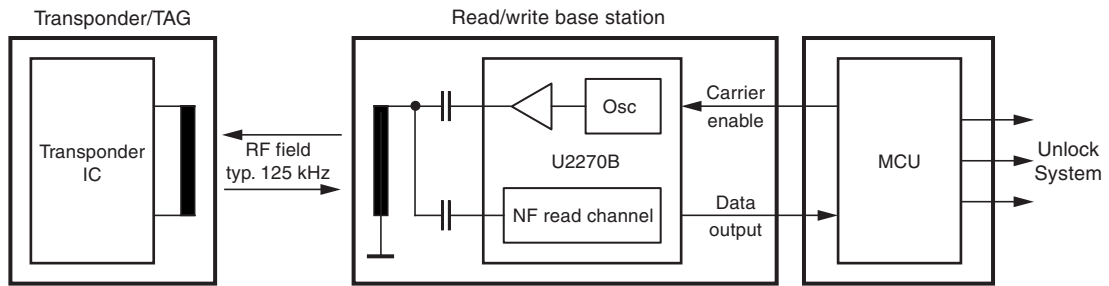 Transponder/TAG
Read/write base station
Transponder
IC
RF field
typ. 125 kHz
Osc
U2270B
NF read channel
Carrier
enable
Data
output
MCU
Unlock
System